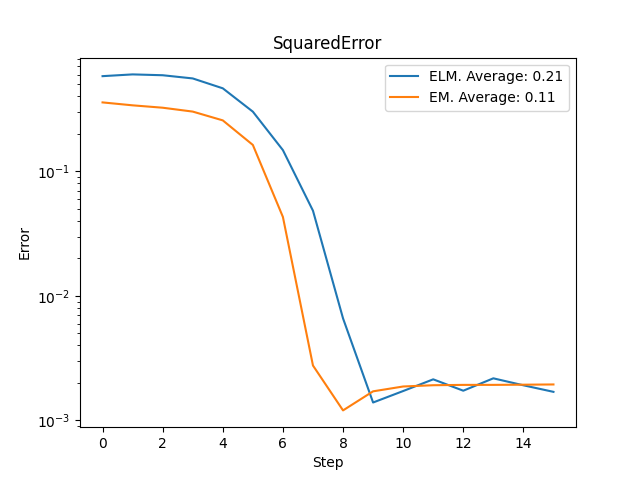 SquaredError
ELM. Average: 0.21
EM. Average: 0.11
Error
10⁻¹
10⁻²
10⁻³
0 2 4 6 8 10 12 14
Step